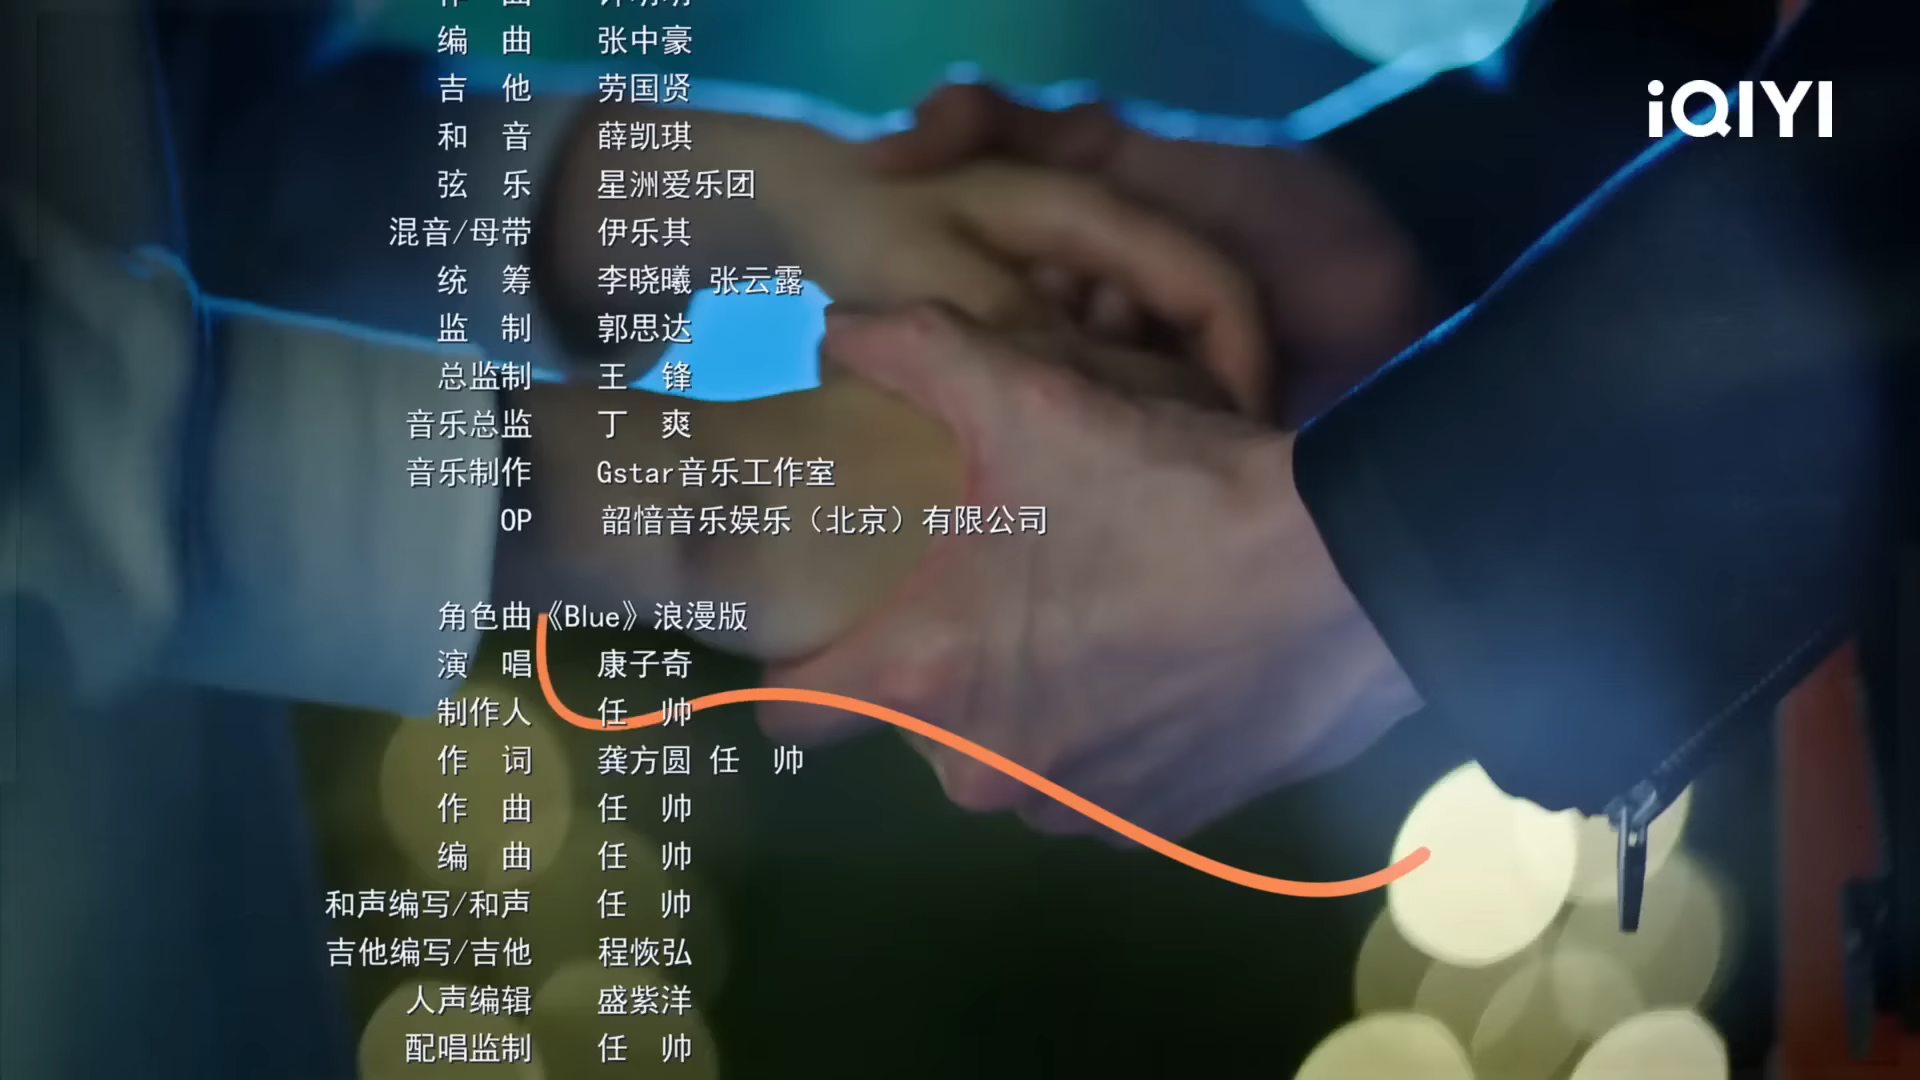 编 曲 张中豪
iQIYI
吉 他 劳国贤
和 音 薛凯琪
弦 乐 星洲爱乐团
混音/母带 伊乐其
统 筹 李晓曦 张云露
监 制 郭思达
总监制 王 锋
音乐总监 丁 爽
音乐制作 Gstar音乐工作室
OP 韶愔音乐娱乐（北京）有限公司
角色曲《Blue》浪漫版
演 唱 康子奇
制作人 任 帅
作 词 龚方圆 任 帅
作 曲 任 帅
编 曲 任 帅
和声编写/和声 任 帅
吉他编写/吉他 程恢弘
人声编辑 盛紫洋
配唱监制 任 帅